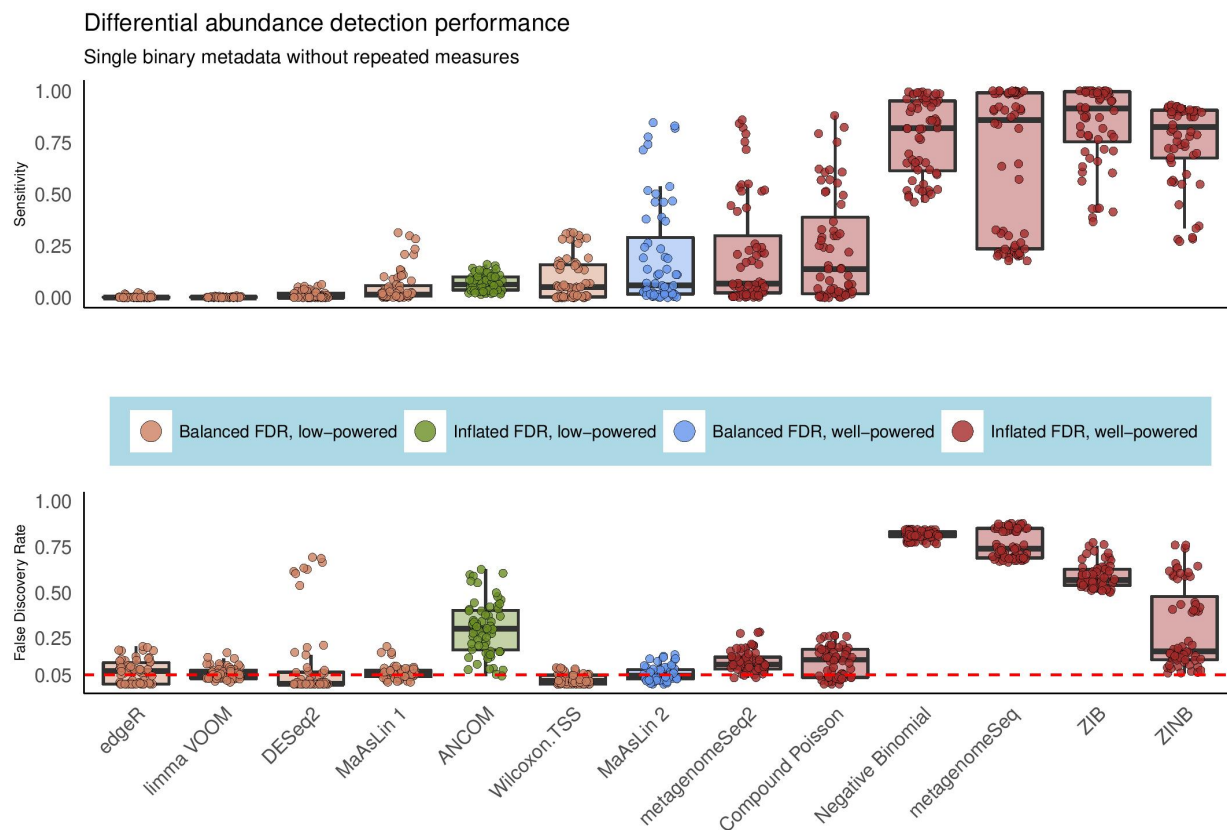 Differential abundance detection performance
Single binary metadata without repeated measures
Sensitivity
1.00
0.75
0.50
0.25
0.00
Balanced FDR, low−powered
Inflated FDR, low−powered
Balanced FDR, well−powered
Inflated FDR, well−powered
False Discovery Rate
1.00
0.75
0.50
0.25
0.05
edgeR
limma VOOM
DESeq2
MaAsLin 1
ANCOM
Wilcoxon.TSS
MaAsLin 2
metagenomeSeq2
Compound Poisson
Negative Binomial
metagenomeSeq
ZIB
ZINB